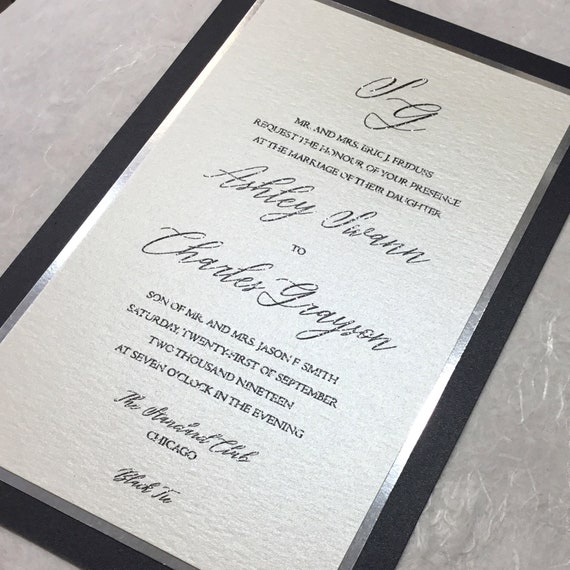 S G
MR. AND MRS. ERIC J. FRIDUSS
REQUEST THE HONOUR OF YOUR PRESENCE
AT THE MARRIAGE OF THEIR DAUGHTER
Ashley Swann
TO
Charles Grayson
SON OF MR. AND MRS. JASON F SMITH
SATURDAY, TWENTY-FIRST OF SEPTEMBER
TWO THOUSAND NINETEEN
AT SEVEN O'CLOCK IN THE EVENING
The Standard Club
CHICAGO
Black Tie